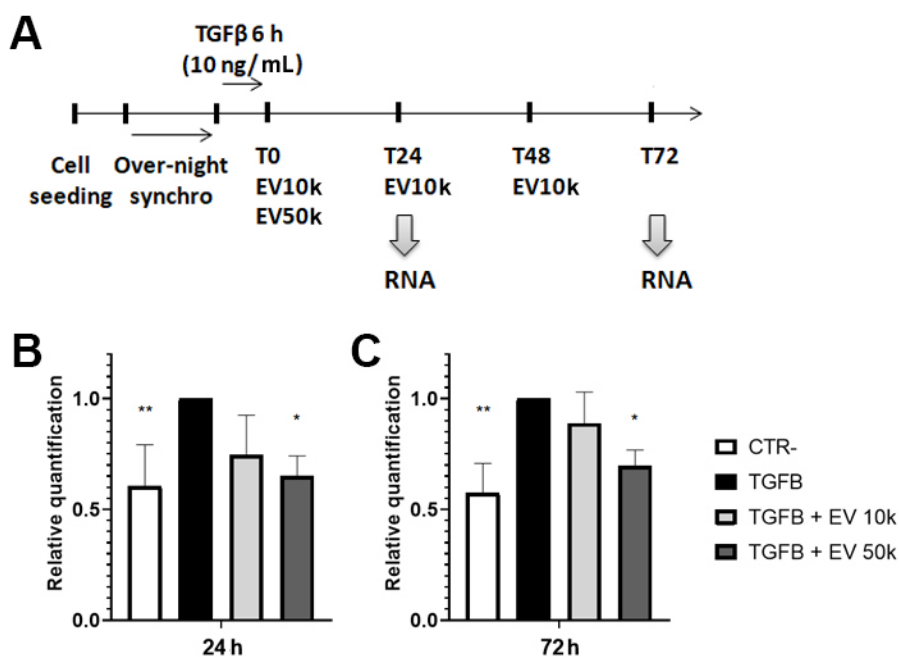 A
TGFβ 6 h
(10 ng/mL)
Cell
seeding
Over-night
synchro
T0
EV10k
EV50k
T24
EV10k
RNA
T48
EV10k
T72
RNA
B
Relative quantification
1.0
0.5
0.0
**
*
24 h
C
Relative quantification
1.0
0.5
0.0
**
*
72 h
CTR-
TGFB
TGFB + EV 10k
TGFB + EV 50k